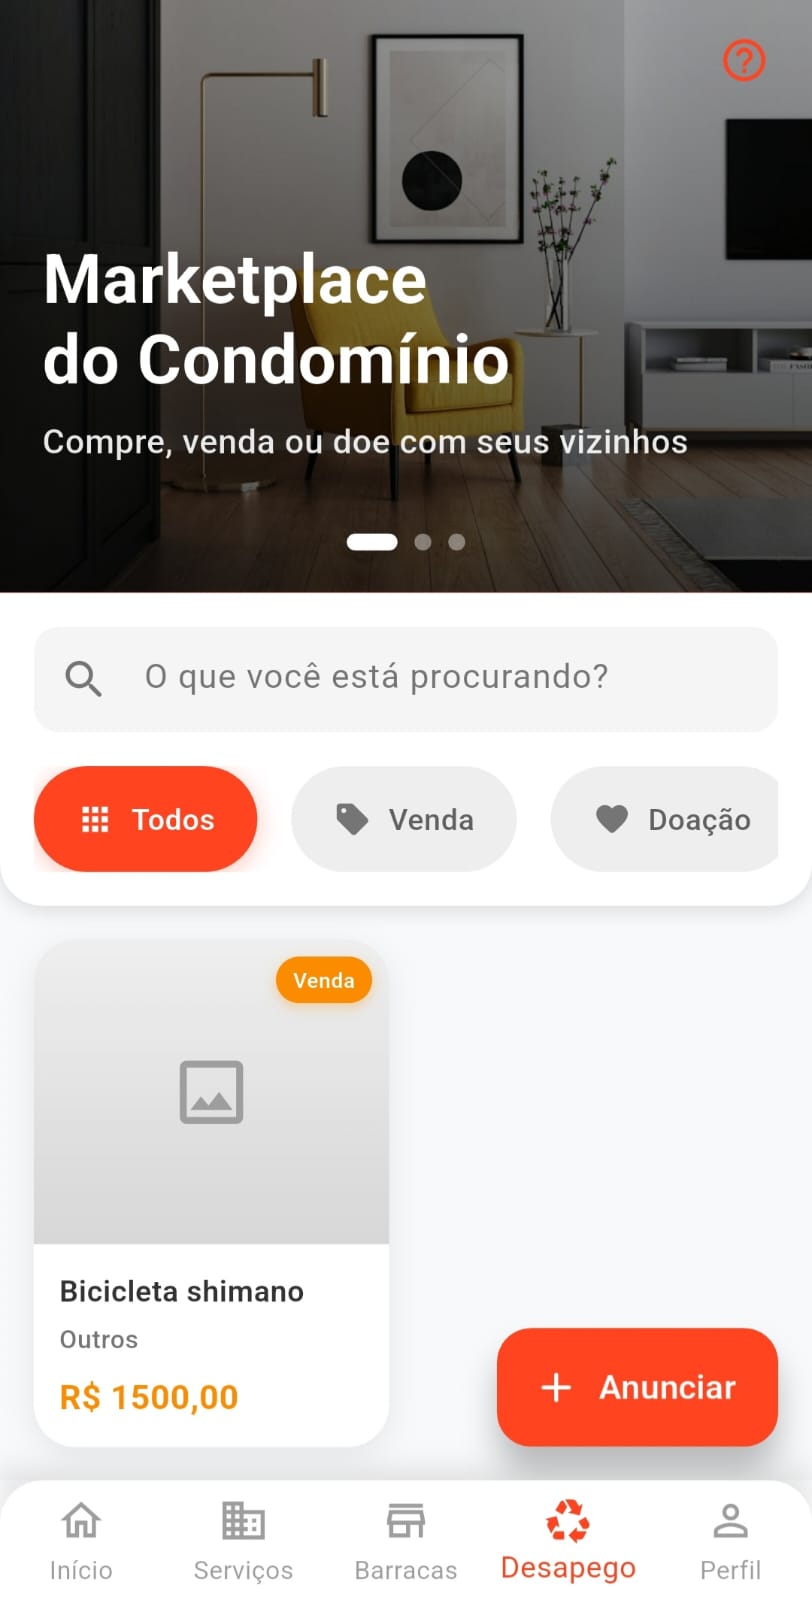 Marketplace
do Condomínio
Compre, venda ou doe com seus vizinhos
O que você está procurando?
Todos
Venda
Doação
Venda
Bicicleta shimano
Outros
R$ 1500,00
+ Anunciar
Início
Serviços
Barracas
Desapego
Perfil